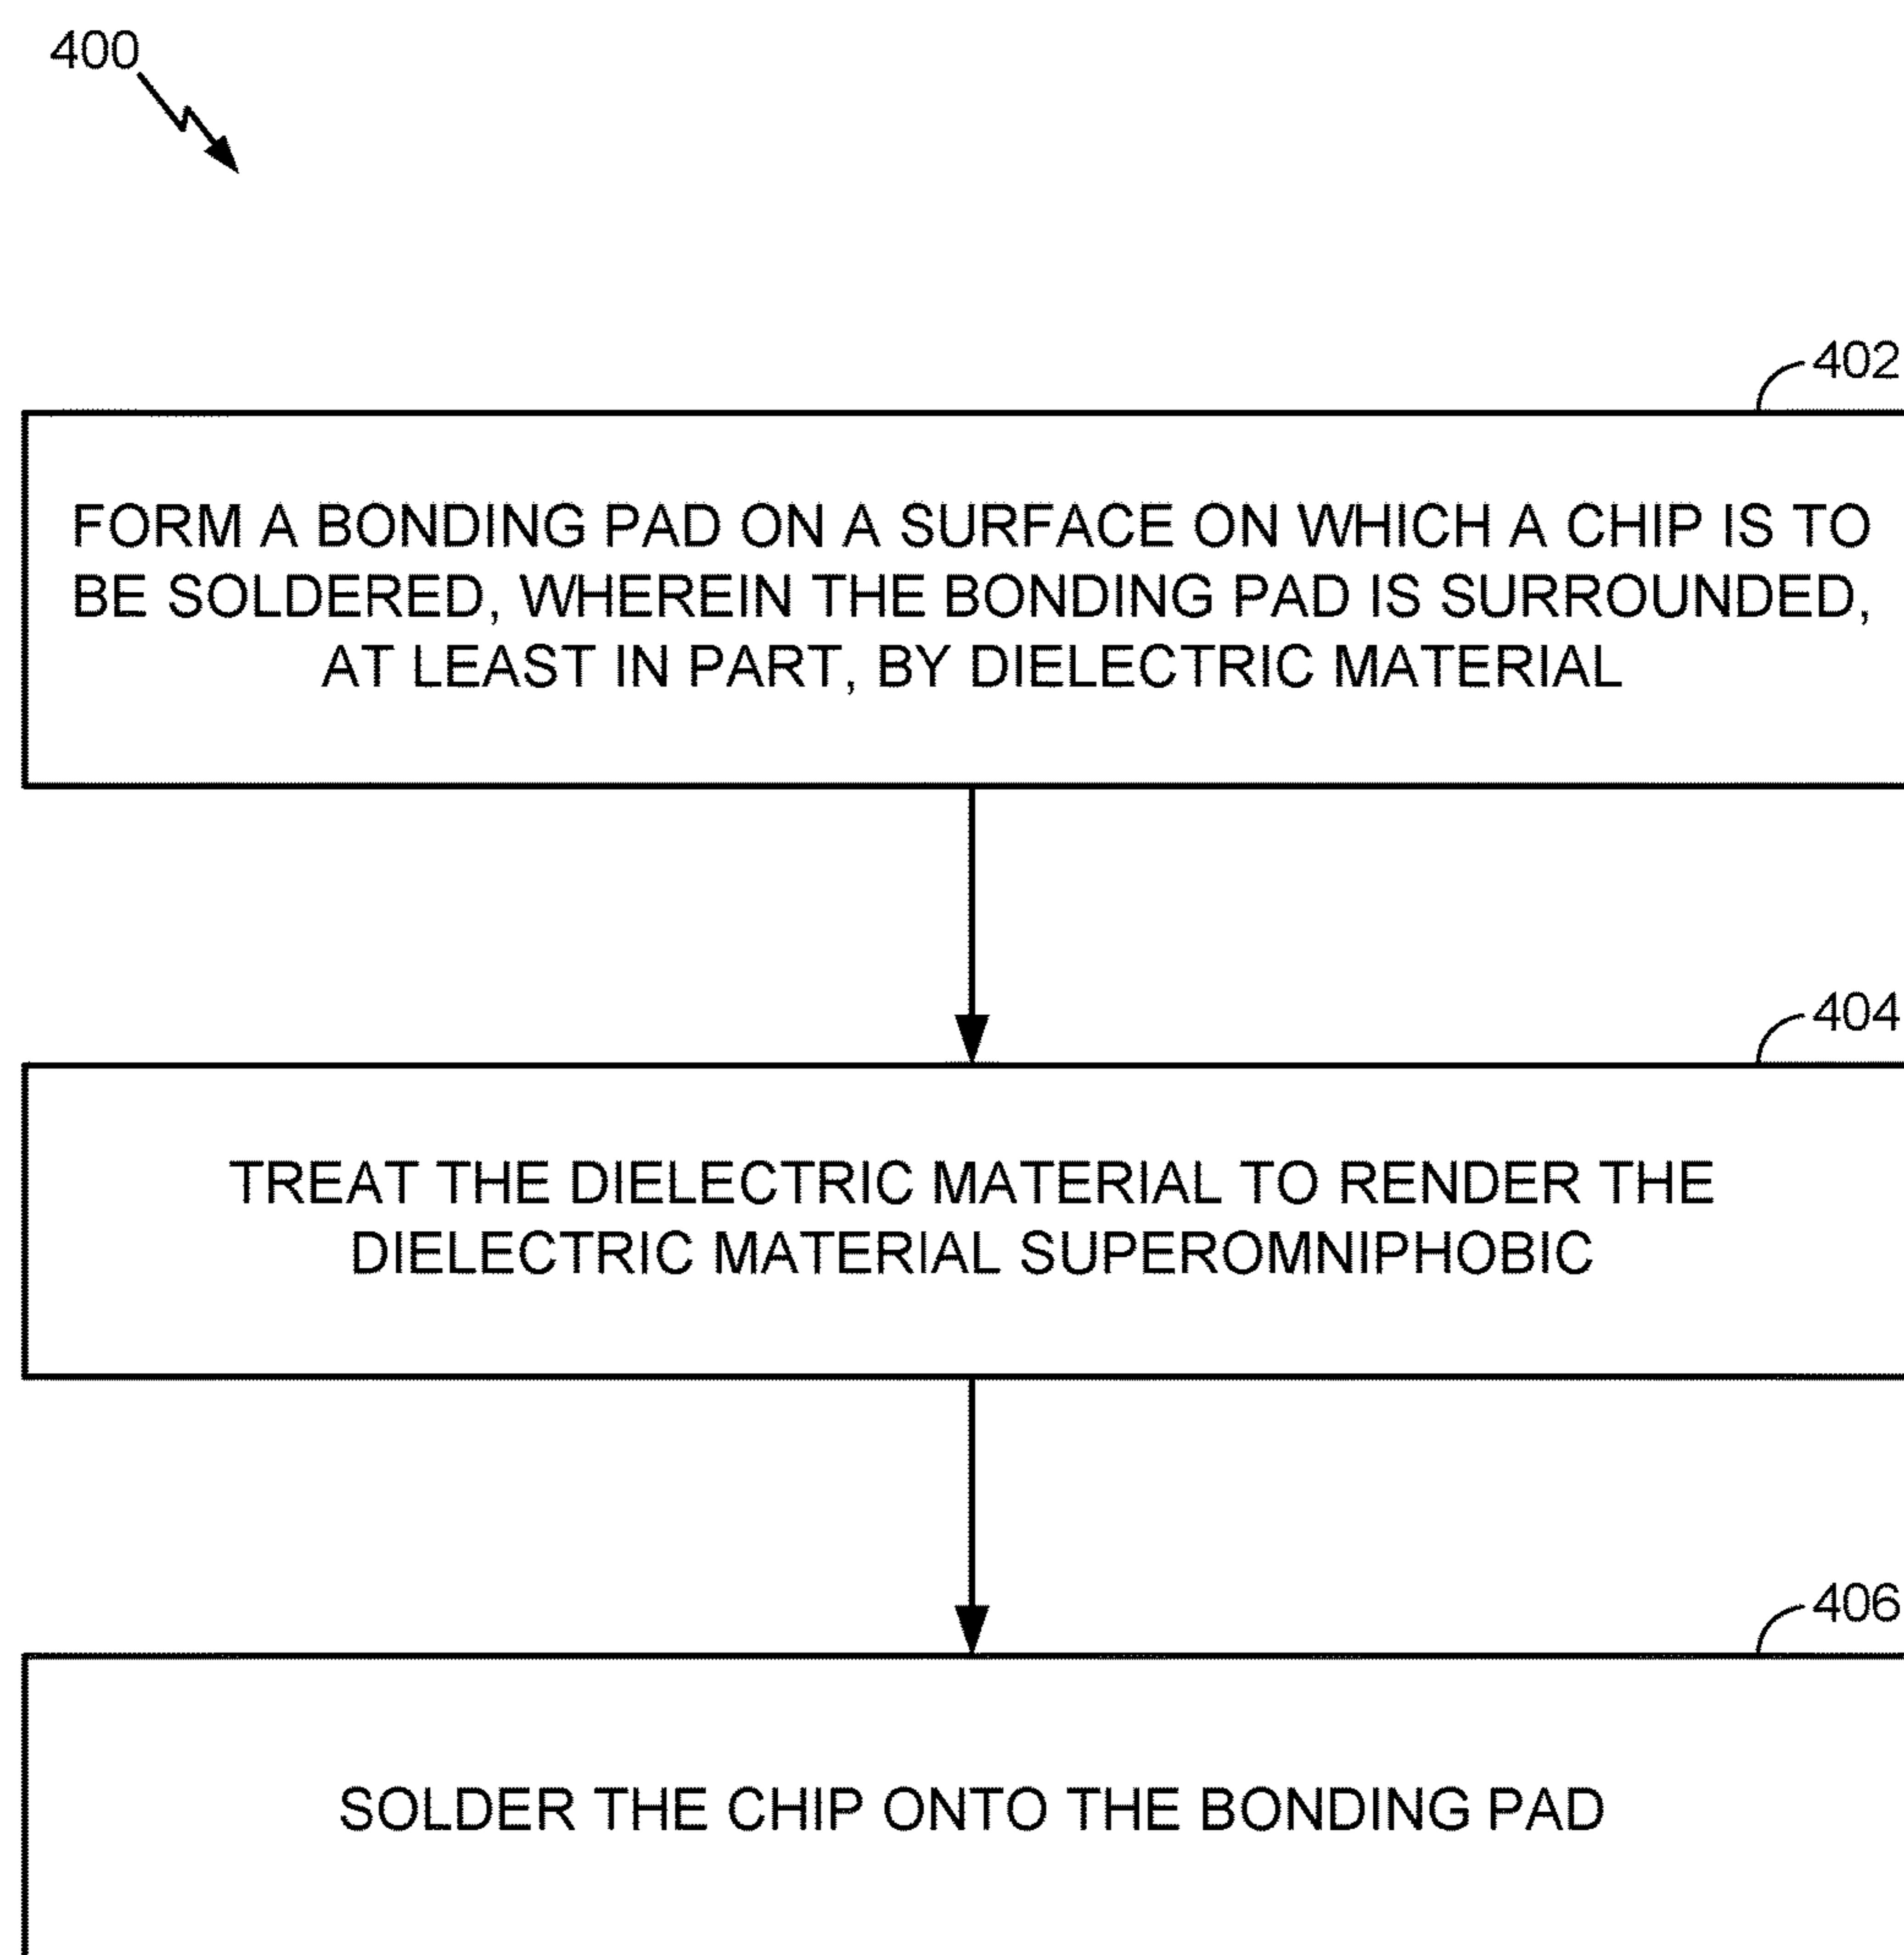 400
402
FORM A BONDING PAD ON A SURFACE ON WHICH A CHIP IS TO
BE SOLDERED, WHEREIN THE BONDING PAD IS SURROUNDED,
AT LEAST IN PART, BY DIELECTRIC MATERIAL
404
TREAT THE DIELECTRIC MATERIAL TO RENDER THE
DIELECTRIC MATERIAL SUPEROMNIPHOBIC
406
SOLDER THE CHIP ONTO THE BONDING PAD